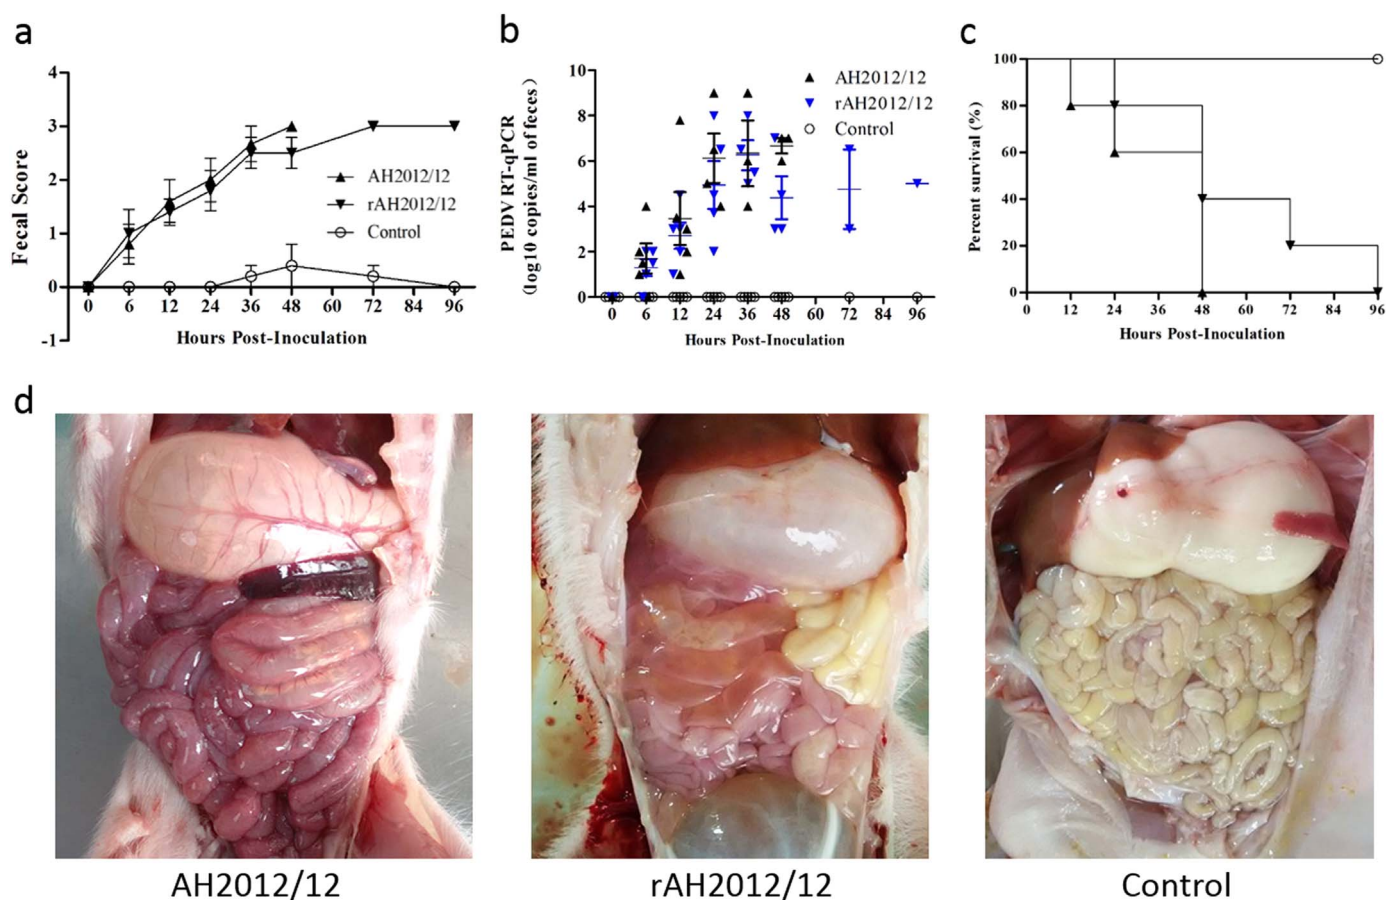 a
4
3
2
1
0
-1
Fecal Score
AH2012/12
rAH2012/12
Control
0 6 12 24 36 48 60 72 84 96
Hours Post-Inoculation
b
10
8
6
4
2
0
PEDV RT-qPCR
(log10 copies/ml of feces)
AH2012/12
rAH2012/12
Control
0 6 12 24 36 48 60 72 84 96
Hours Post-Inoculation
c
100
80
60
40
20
0
Percent survival (%)
0 12 24 36 48 60 72 84 96
Hours Post-Inoculation
d
AH2012/12
rAH2012/12
Control